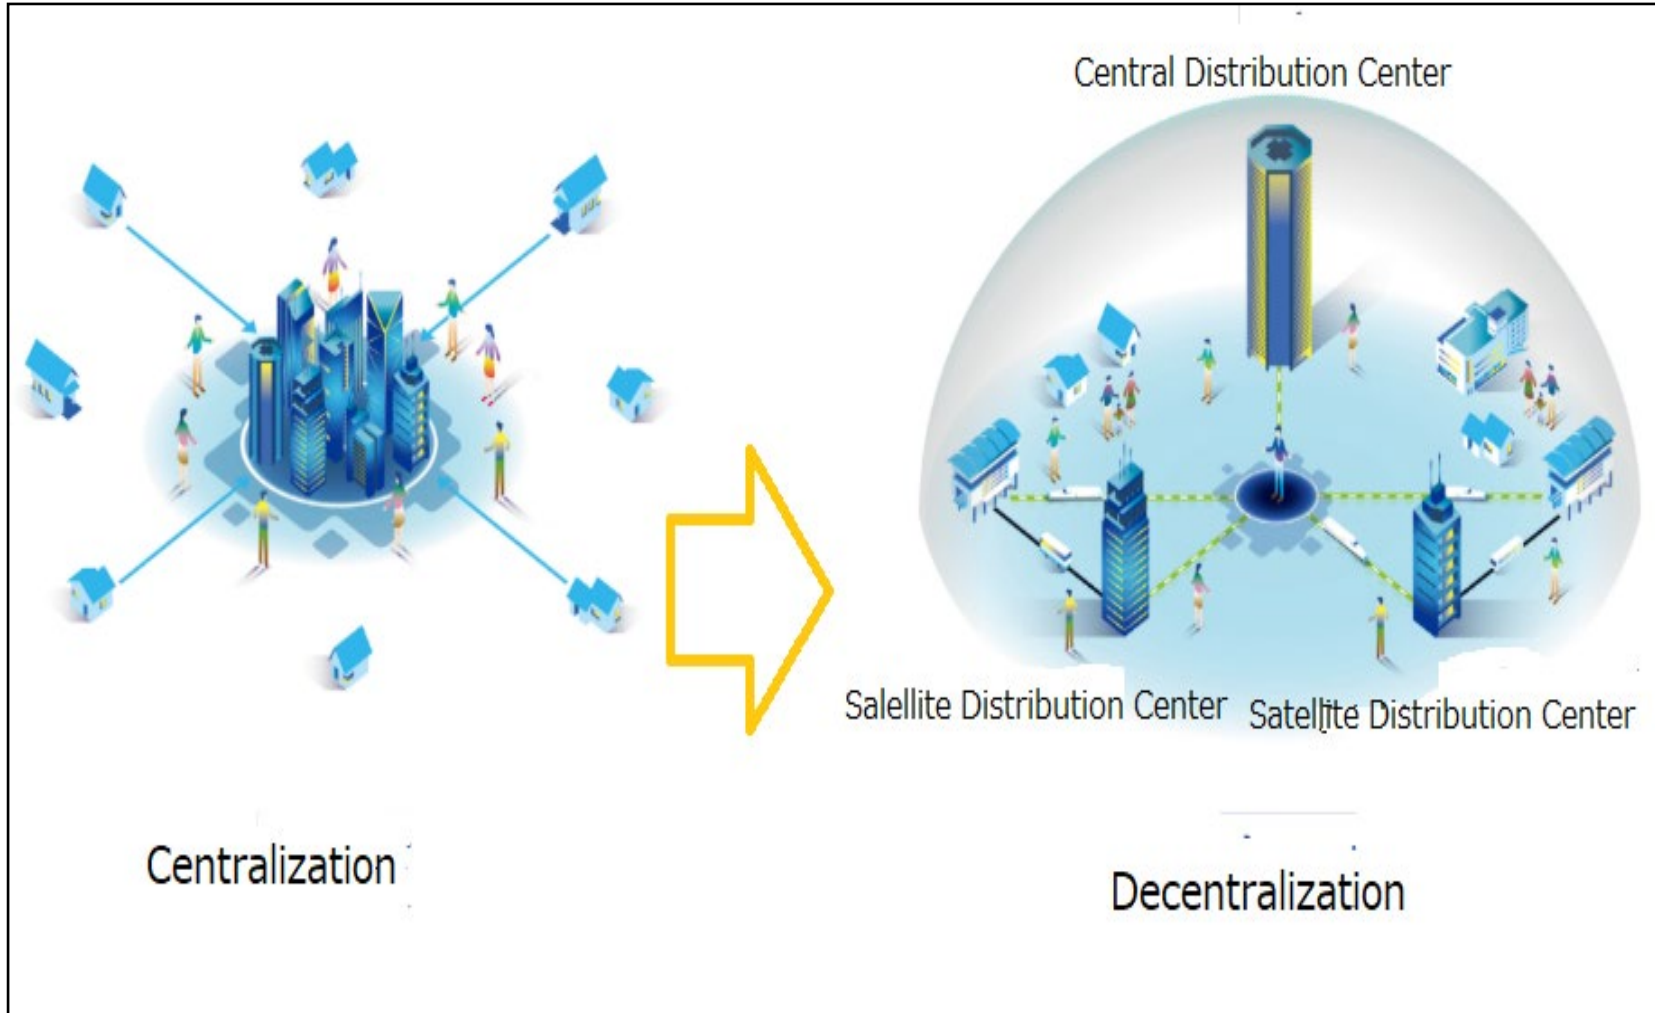 Central Distribution Center
Salellite Distribution Center
Satellite Distribution Center
Centralization
Decentralization